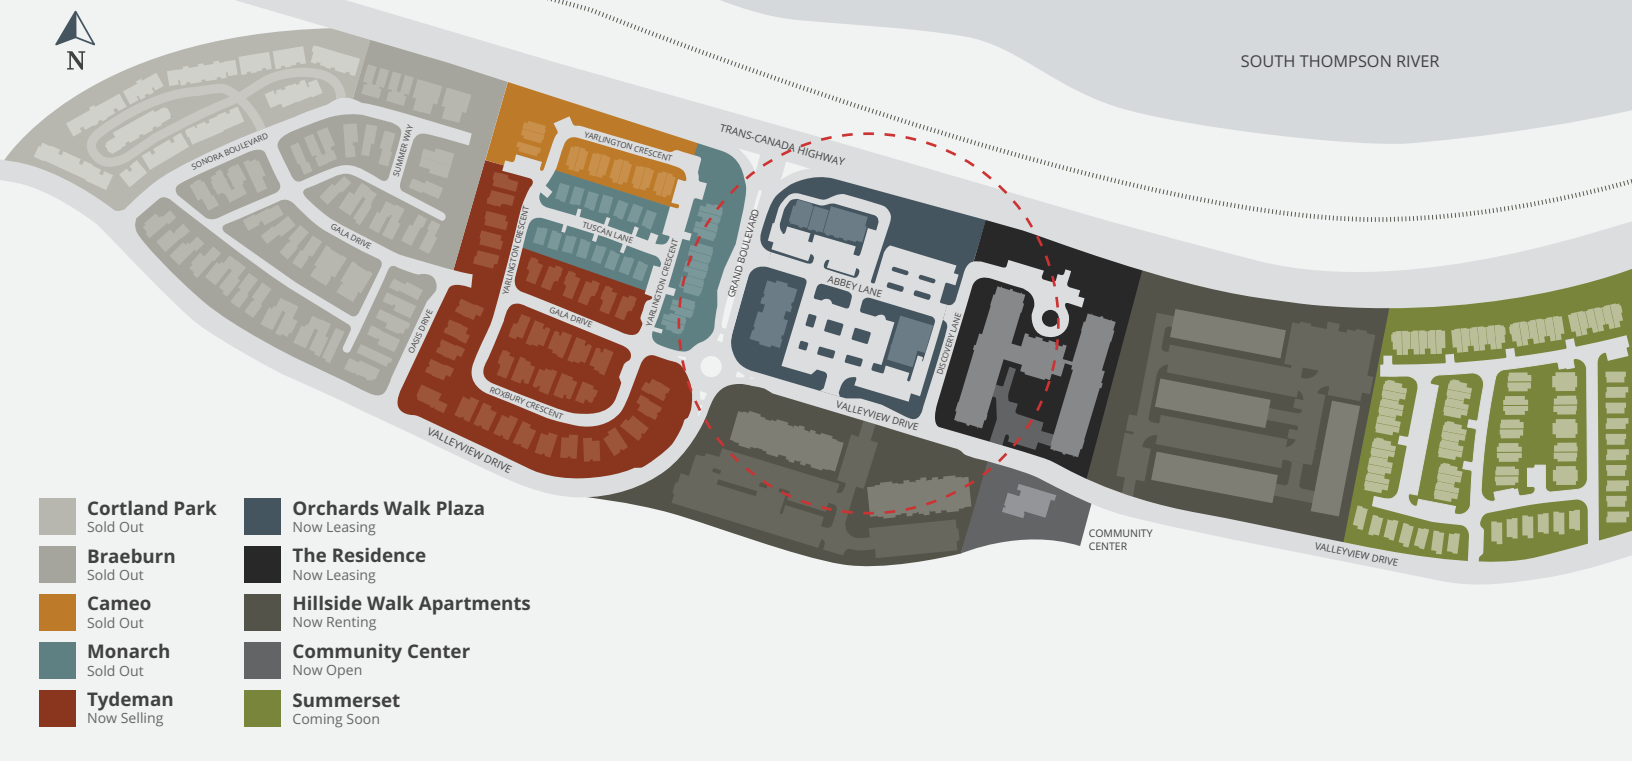 N
SOUTH THOMPSON RIVER
TRANS-CANADA HIGHWAY
SONORA BOULEVARD
SUMMER WAY
GALA DRIVE
OASIS DRIVE
YARLINGTON CRESCENT
YARLINGTON CRESCENT
TUSCAN LANE
YARLINGTON CRESCENT
GALA DRIVE
ROXBURY CRESCENT
VALLEYVIEW DRIVE
GRAND BOULEVARD
ABBEY LANE
DISCOVERY LANE
VALLEYVIEW DRIVE
COMMUNITY
CENTER
VALLEYVIEW DRIVE
Cortland Park
Sold Out
Braeburn
Sold Out
Cameo
Sold Out
Monarch
Sold Out
Tydeman
Now Selling
Orchards Walk Plaza
Now Leasing
The Residence
Now Leasing
Hillside Walk Apartments
Now Renting
Community Center
Now Open
Summerset
Coming Soon